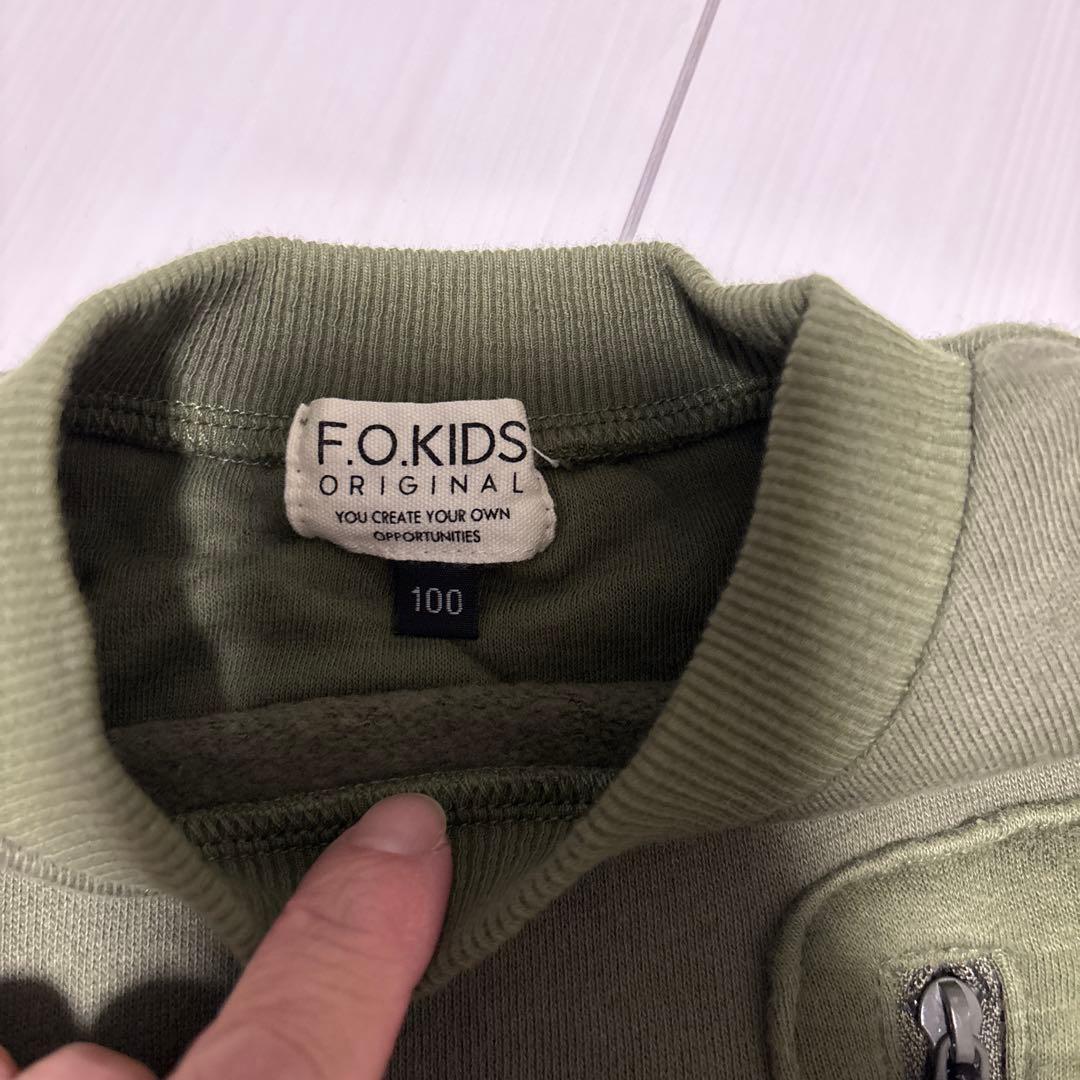 F.O.KIDS
ORIGINAL
YOU CREATE YOUR OWN
OPPORTUNITIES
100